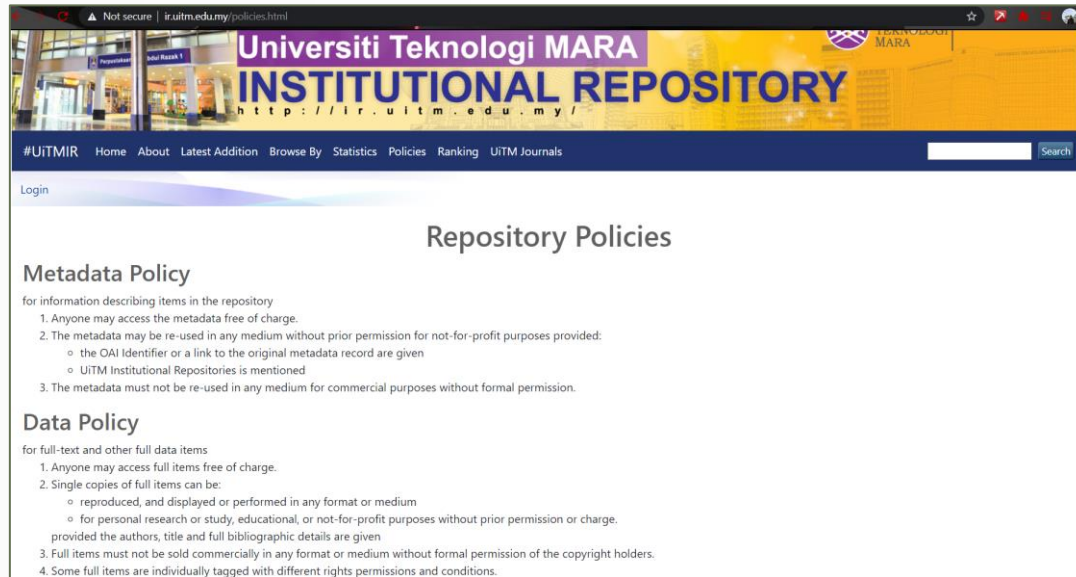 Not secure | ir.uitm.edu.my/policies.html
TEKNOLOGI
MARA
Perpustakaan Abdul Razak 1
Universiti Teknologi MARA
INSTITUTIONAL REPOSITORY
http://ir.uitm.edu.my/
#UiTMIR Home About Latest Addition Browse By Statistics Policies Ranking UiTM Journals Search
Login
Repository Policies
Metadata Policy
for information describing items in the repository
1. Anyone may access the metadata free of charge.
2. The metadata may be re-used in any medium without prior permission for not-for-profit purposes provided:
○ the OAI Identifier or a link to the original metadata record are given
○ UiTM Institutional Repositories is mentioned
3. The metadata must not be re-used in any medium for commercial purposes without formal permission.
Data Policy
for full-text and other full data items
1. Anyone may access full items free of charge.
2. Single copies of full items can be:
○ reproduced, and displayed or performed in any format or medium
○ for personal research or study, educational, or not-for-profit purposes without prior permission or charge.
provided the authors, title and full bibliographic details are given
3. Full items must not be sold commercially in any format or medium without formal permission of the copyright holders.
4. Some full items are individually tagged with different rights permissions and conditions.